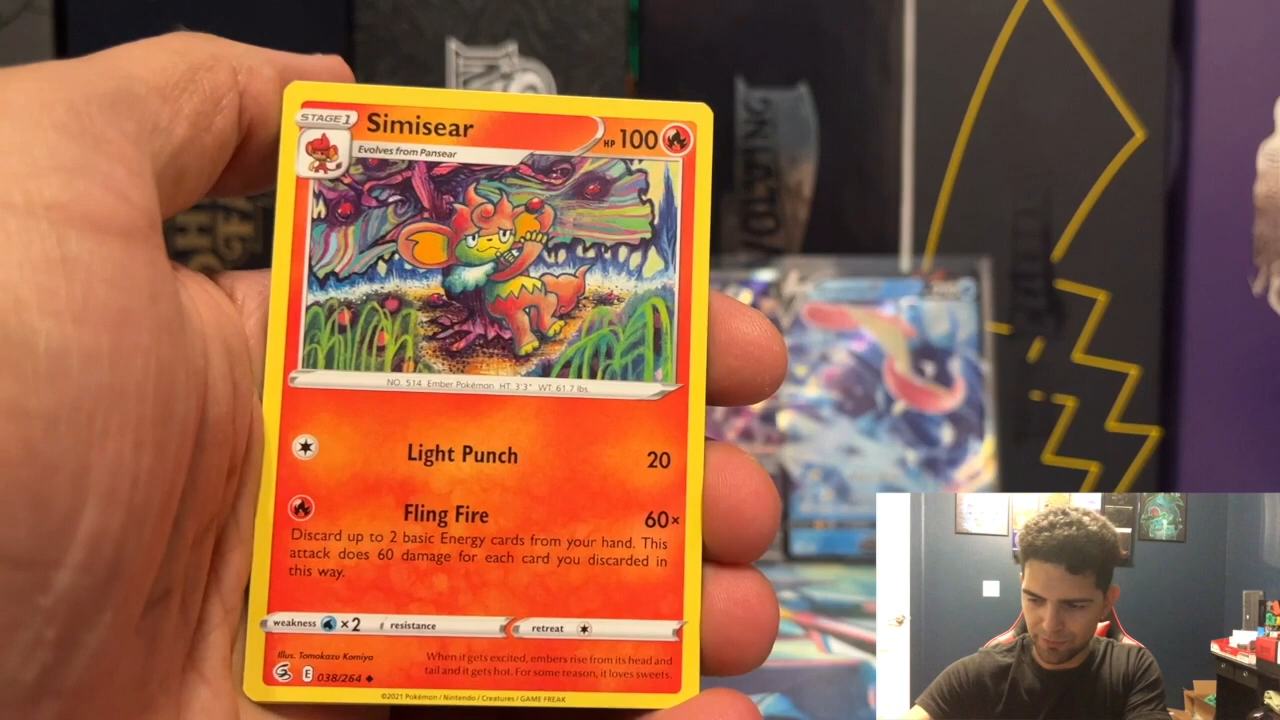 STAGE1
Simisear
HP 100
Evolves from Pansear
NO. 514 Ember Pokémon HT: 3'3" WT: 61.7 lbs.
Light Punch 20
Fling Fire 60×
Discard up to 2 basic Energy cards from your hand. This
attack does 60 damage for each card you discarded in
this way.
weakness ×2 resistance retreat
Illus. Tomokazu Komiya
When it gets excited, embers rise from its head and
tail and it gets hot. For some reason, it loves sweets.
E 038/264
©2021 Pokémon / Nintendo / Creatures / GAME FREAK